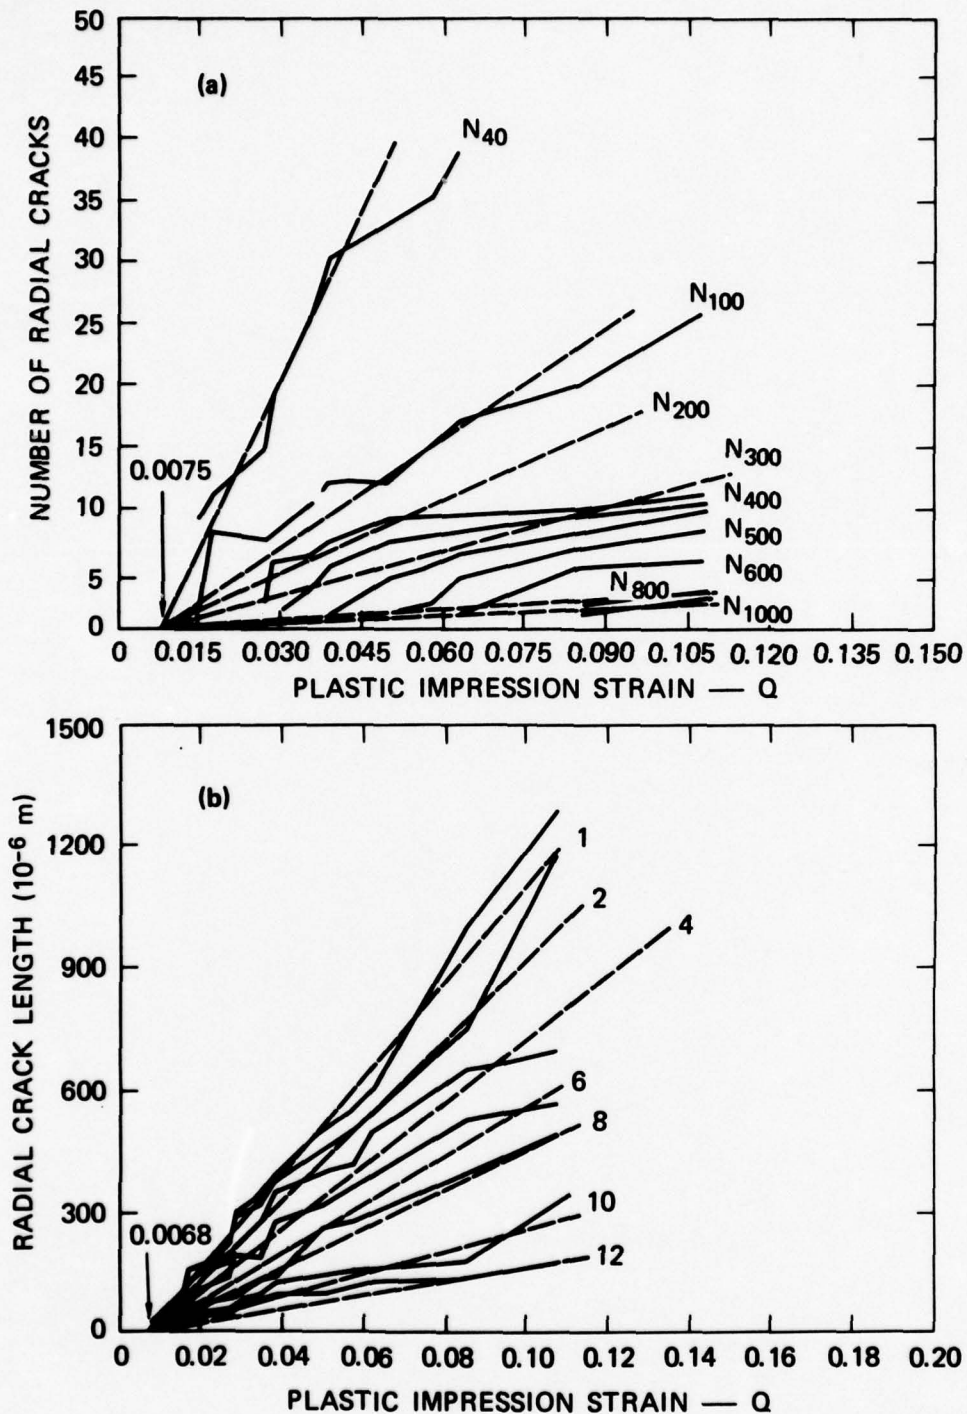 50
45
40
35
30
25
20
15
10
5
0
NUMBER OF RADIAL CRACKS
(a)
N40
N100
N200
N300
N400
N500
N600
N800
N1000
0.0075
0 0.015 0.030 0.045 0.060 0.075 0.090 0.105 0.120 0.135 0.150
PLASTIC IMPRESSION STRAIN — Q
1500
1200
900
600
300
0
RADIAL CRACK LENGTH (10-6 m)
(b)
1
2
4
6
8
10
12
0.0068
0 0.02 0.04 0.06 0.08 0.10 0.12 0.14 0.16 0.18 0.20
PLASTIC IMPRESSION STRAIN — Q